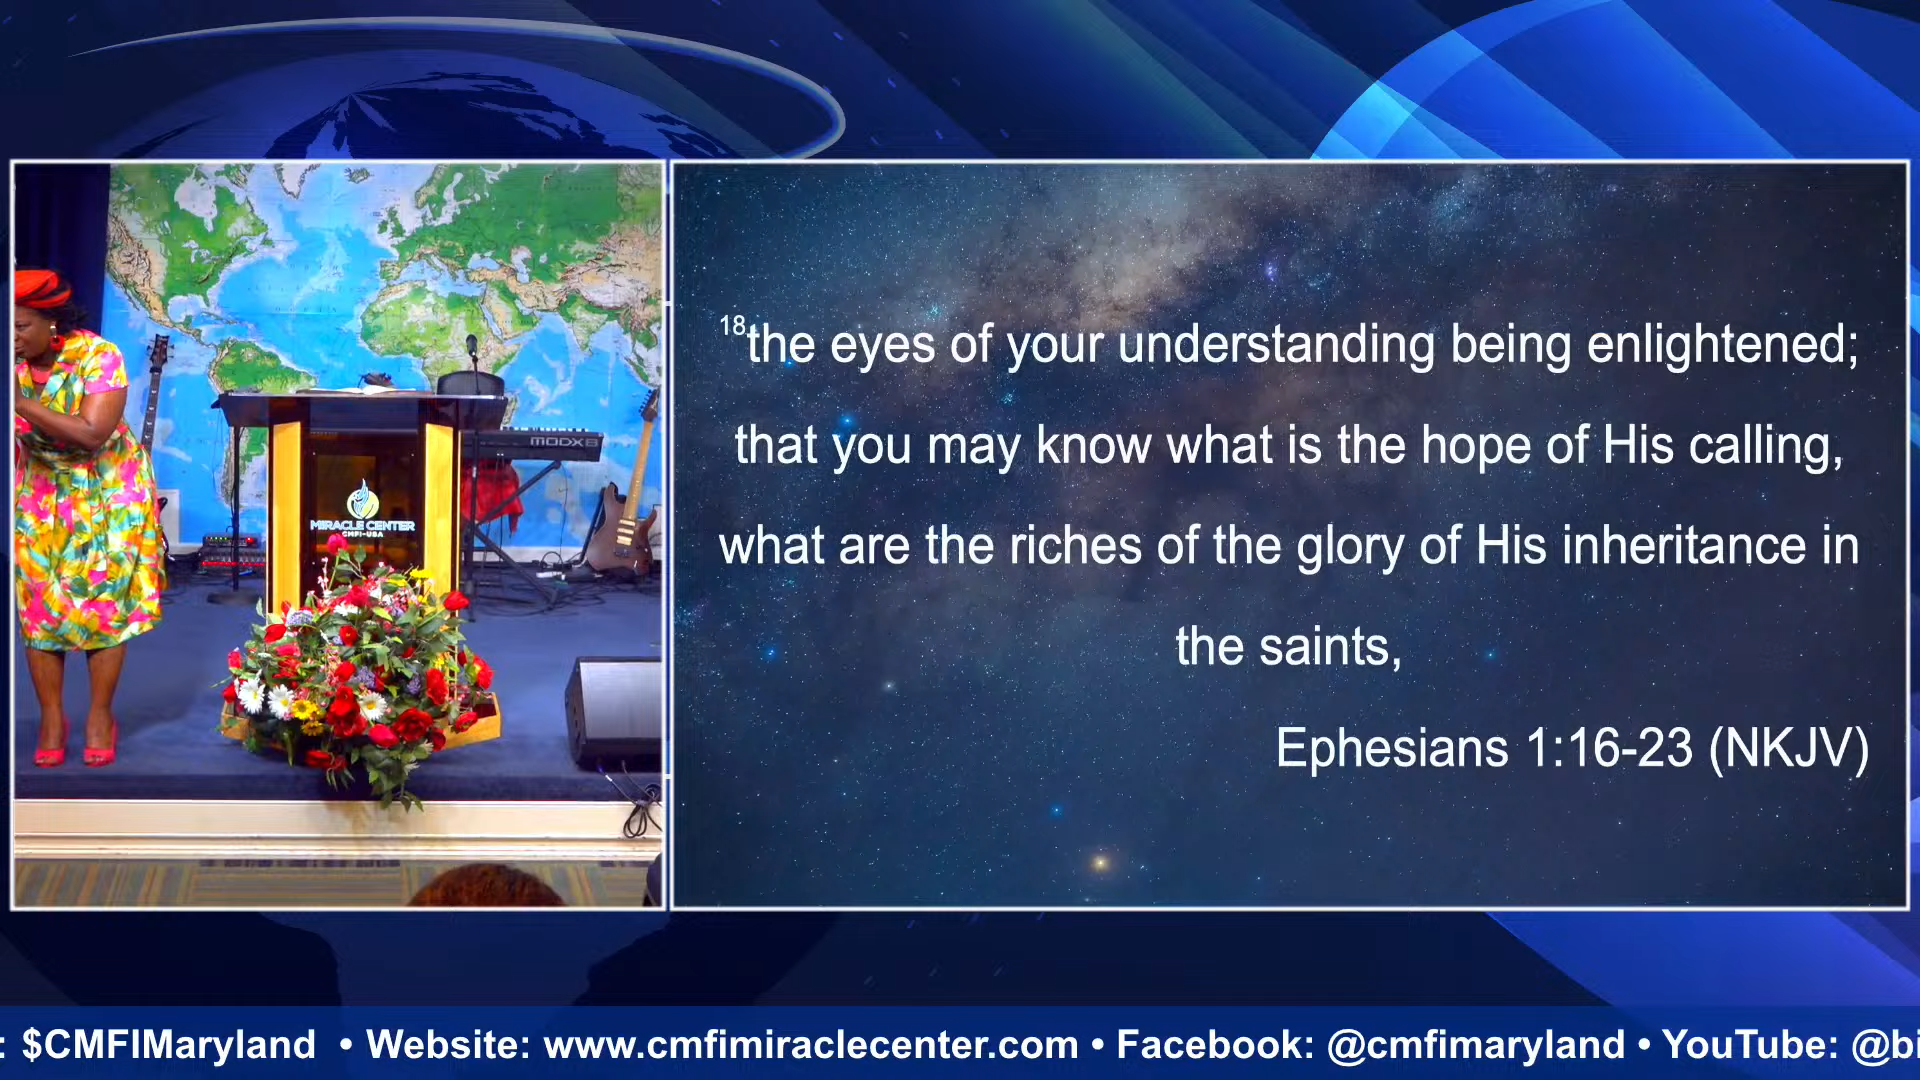 MODX8
MIRACLE CENTER
CMFI-USA
18 the eyes of your understanding being enlightened;
that you may know what is the hope of His calling,
what are the riches of the glory of His inheritance in
the saints,
Ephesians 1:16-23 (NKJV)
: $CMFIMaryland • Website: www.cmfimiraclecenter.com • Facebook: @cmfimaryland • YouTube: @bi